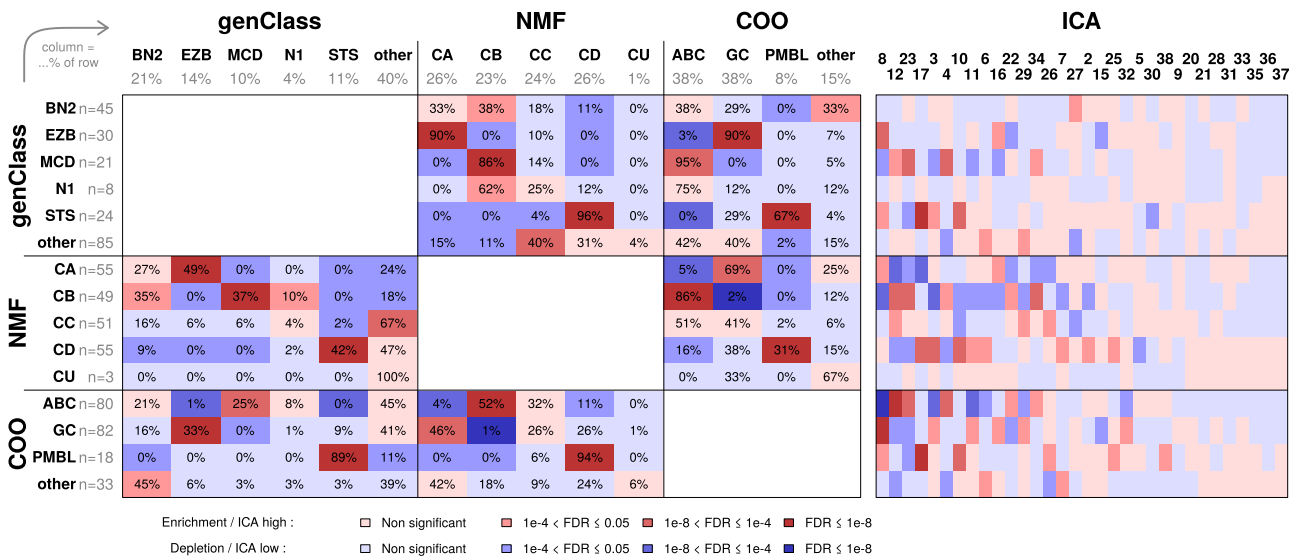 genClass NMF COO ICA
column =
...% of row
BN2 EZB MCD N1 STS other CA CB CC CD CU ABC GC PMBL other
21% 14% 10% 4% 11% 40% 26% 23% 24% 26% 1% 38% 38% 8% 15%
8 23 3 10 6 22 34 7 2 25 5 38 20 28 33 36
12 17 4 11 16 29 26 27 15 32 30 9 21 31 35 37
genClass
BN2 n=45 33% 38% 18% 11% 0% 38% 29% 0% 33%
EZB n=30 90% 0% 10% 0% 0% 3% 90% 0% 7%
MCD n=21 0% 86% 14% 0% 0% 95% 0% 0% 5%
N1 n=8 0% 62% 25% 12% 0% 75% 12% 0% 12%
STS n=24 0% 0% 4% 96% 0% 0% 29% 67% 4%
other n=85 15% 11% 40% 31% 4% 42% 40% 2% 15%
NMF
CA n=55 27% 49% 0% 0% 0% 24% 5% 69% 0% 25%
CB n=49 35% 0% 37% 10% 0% 18% 86% 2% 0% 12%
CC n=51 16% 6% 6% 4% 2% 67% 51% 41% 2% 6%
CD n=55 9% 0% 0% 2% 42% 47% 16% 38% 31% 15%
CU n=3 0% 0% 0% 0% 0% 100% 0% 33% 0% 67%
COO
ABC n=80 21% 1% 25% 8% 0% 45% 4% 52% 32% 11% 0%
GC n=82 16% 33% 0% 1% 9% 41% 46% 1% 26% 26% 1%
PMBL n=18 0% 0% 0% 0% 89% 11% 0% 0% 6% 94% 0%
other n=33 45% 6% 3% 3% 3% 39% 42% 18% 9% 24% 6%
Enrichment / ICA high : Non significant 1e-4 < FDR ≤ 0.05 1e-8 < FDR ≤ 1e-4 FDR ≤ 1e-8
Depletion / ICA low : Non significant 1e-4 < FDR ≤ 0.05 1e-8 < FDR ≤ 1e-4 FDR ≤ 1e-8